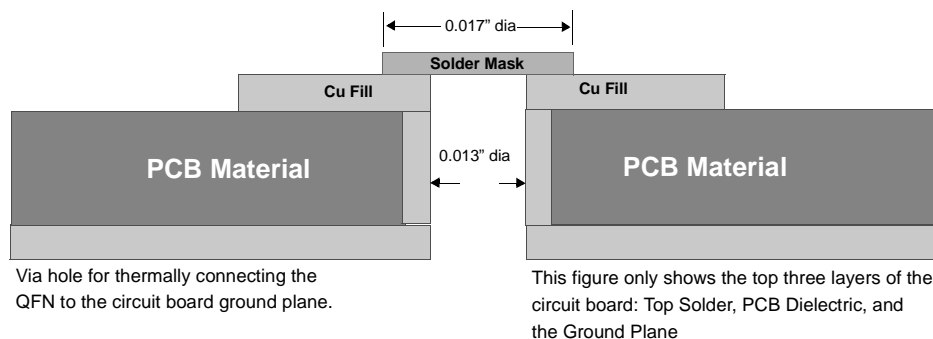 0.017” dia
Solder Mask
Cu Fill
Cu Fill
0.013” dia
PCB Material
PCB Material
Via hole for thermally connecting the
QFN to the circuit board ground plane.
This figure only shows the top three layers of the
circuit board: Top Solder, PCB Dielectric, and
the Ground Plane